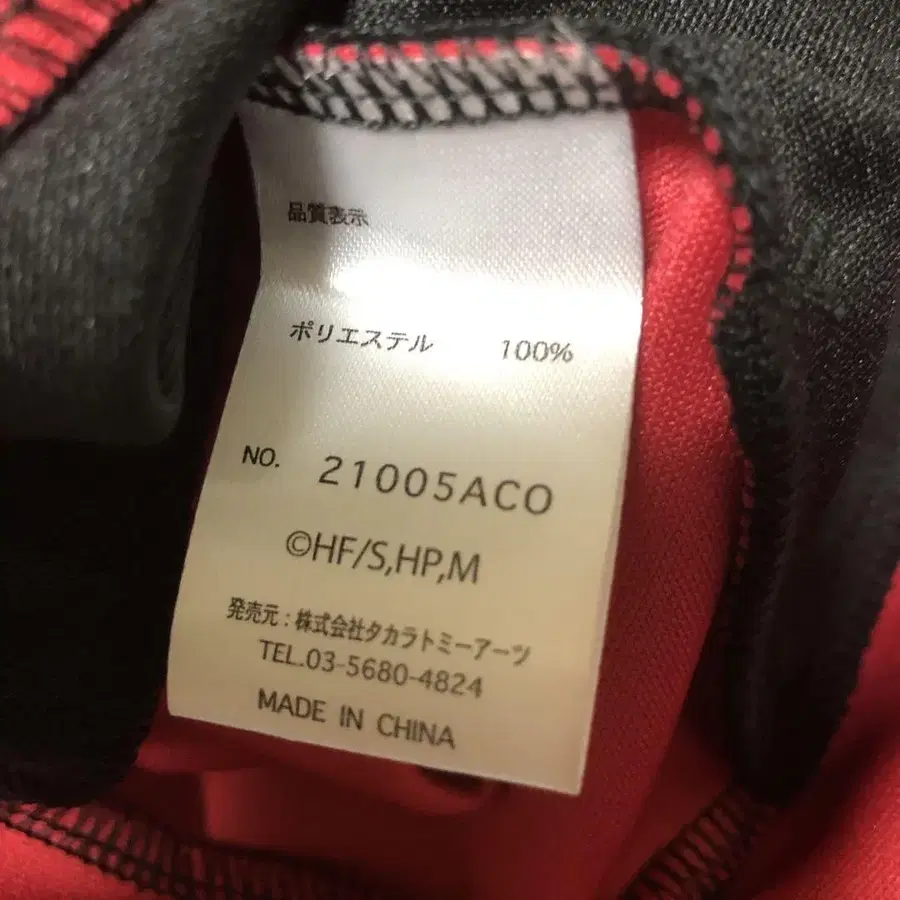 品質表示
ポリエステル 100%
NO. 21005ACO
©HF/S,HP,M
発売元：株式会社タカラトミーアーツ
TEL.03-5680-4824
MADE IN CHINA